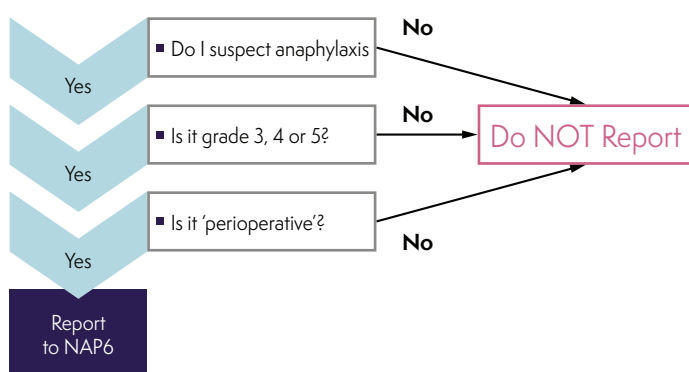 No
▪ Do I suspect anaphylaxis
Yes
No
▪ Is it grade 3, 4 or 5?
Do NOT Report
Yes
▪ Is it ‘perioperative’?
No
Yes
Report
to NAP6